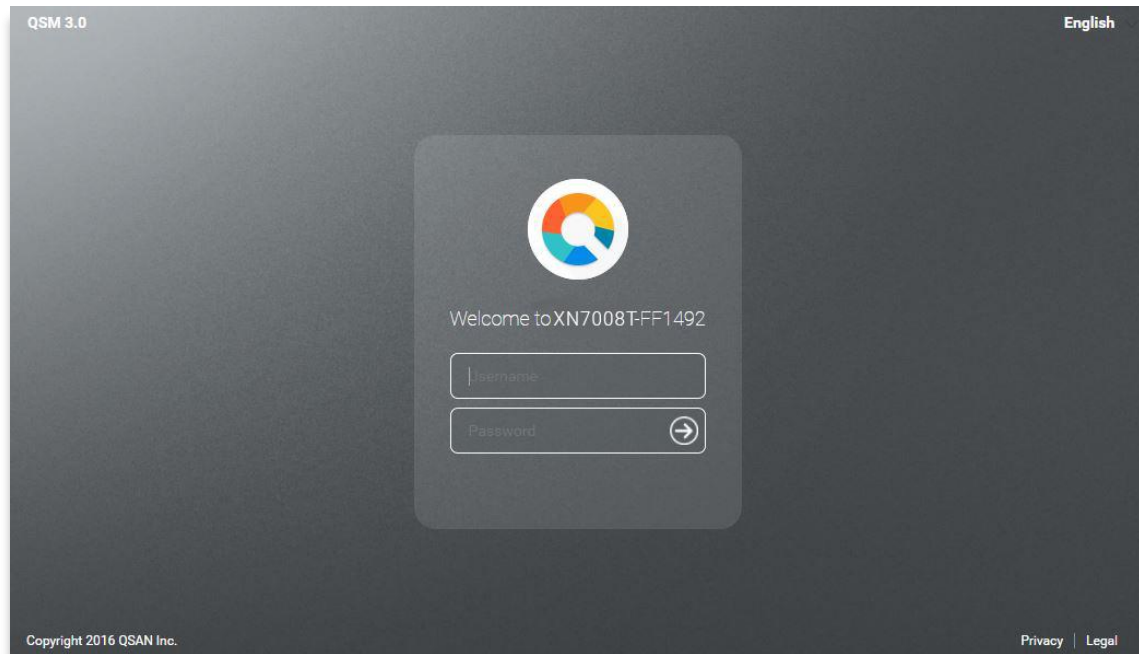 QSM 3.0
English
Welcome to XN7008T-FF1492
Username
Password
Copyright 2016 QSAN Inc.
Privacy | Legal